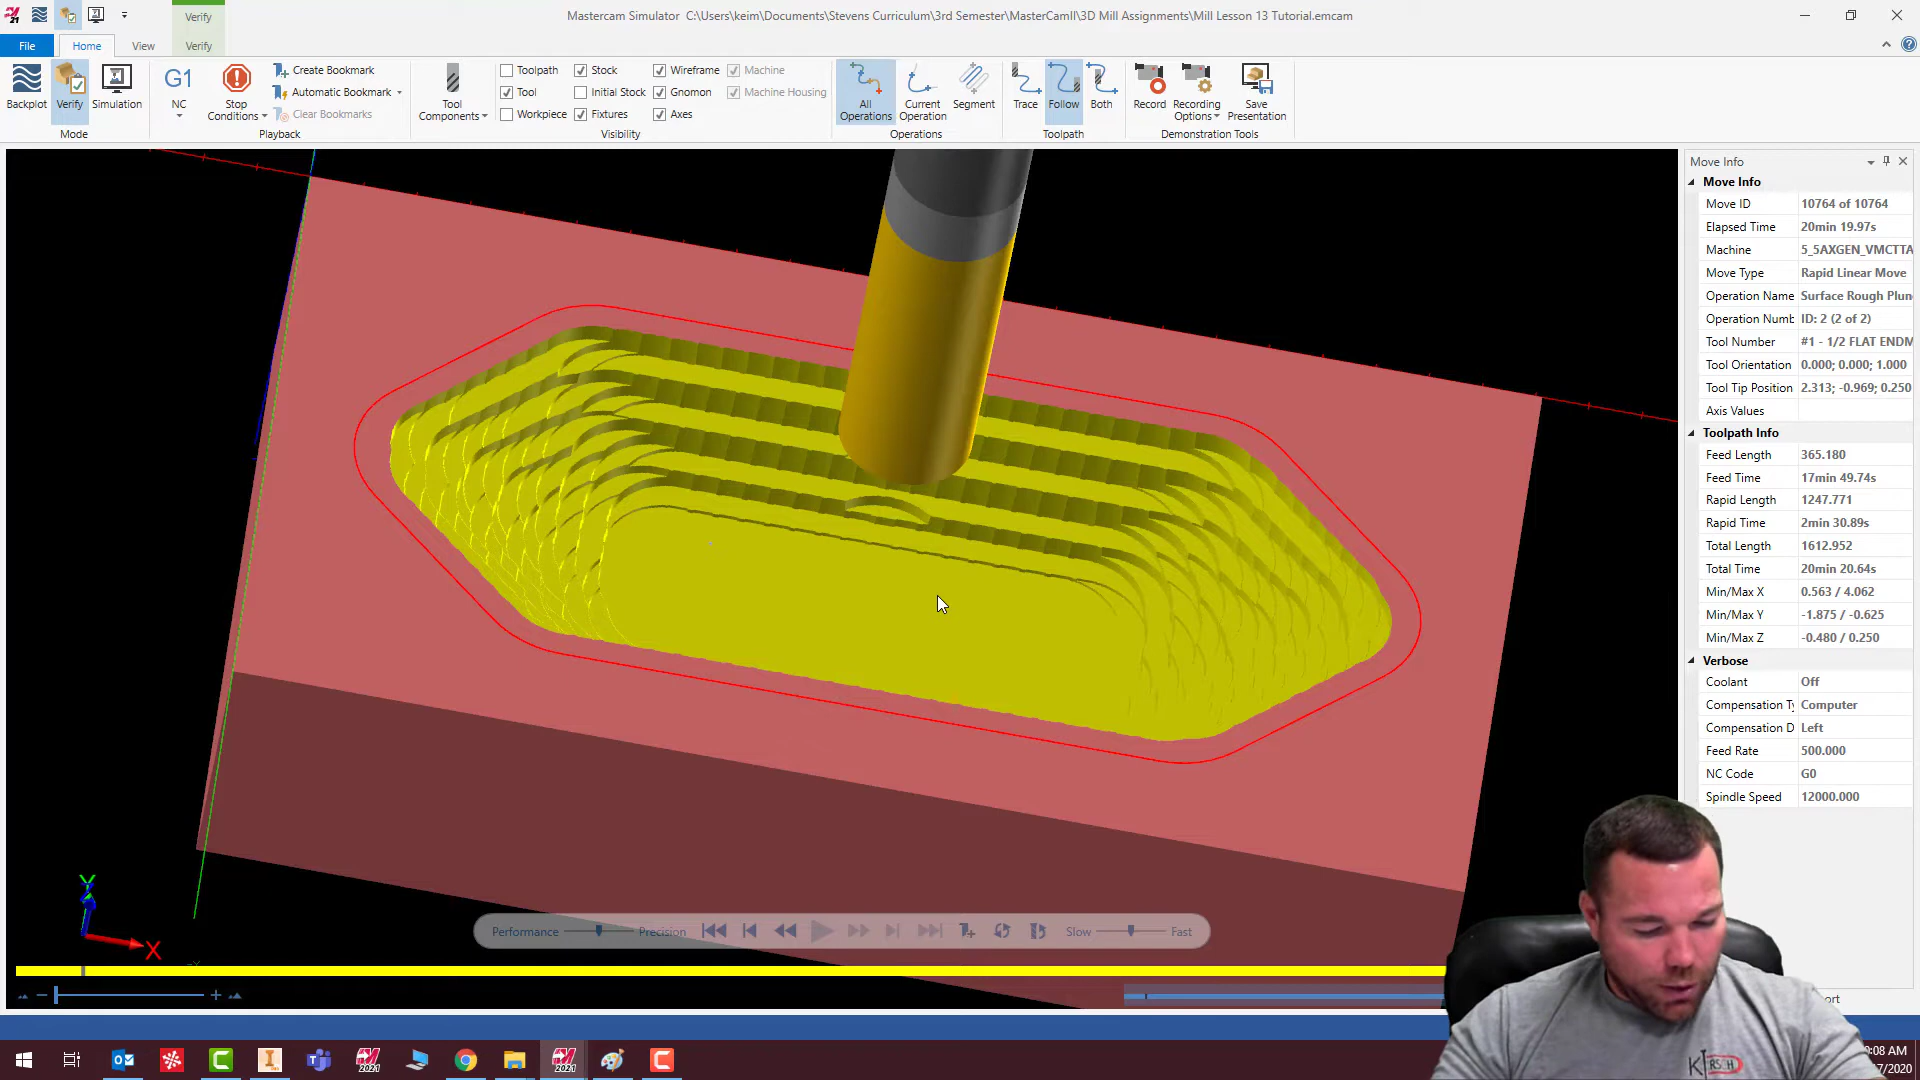 Verify
Mastercam Simulator C:\Users\keim\Documents\Stevens Curriculum\3rd Semester\MasterCamII\3D Mill Assignments\Mill Lesson 13 Tutorial.emcam
File Home View Verify
Backplot Verify Simulation
Mode
G1
NC
Stop Conditions
Create Bookmark
Automatic Bookmark
Clear Bookmarks
Playback
Tool Components
Toolpath Stock Wireframe Machine
Tool Initial Stock Gnomon Machine Housing
Workpiece Fixtures Axes
Visibility
All Operations
Current Operation
Segment
Operations
Trace Follow Both
Toolpath
Record
Recording Options
Save Presentation
Demonstration Tools
Move Info
Move Info
Move ID 10764 of 10764
Elapsed Time 20min 19.97s
Machine 5_5AXGEN_VMCTTA
Move Type Rapid Linear Move
Operation Name Surface Rough Plun
Operation Numb ID: 2 (2 of 2)
Tool Number #1 - 1/2 FLAT ENDM
Tool Orientation 0.000; 0.000; 1.000
Tool Tip Position 2.313; -0.969; 0.250
Axis Values
Toolpath Info
Feed Length 365.180
Feed Time 17min 49.74s
Rapid Length 1247.771
Rapid Time 2min 30.89s
Total Length 1612.952
Total Time 20min 20.64s
Min/Max X 0.563 / 4.062
Min/Max Y -1.875 / -0.625
Min/Max Z -0.480 / 0.250
Verbose
Coolant Off
Compensation Ty Computer
Compensation D Left
Feed Rate 500.000
NC Code G0
Spindle Speed 12000.000
Y
X
Performance Precision Slow Fast
ort
2021 2021
:08 AM
7/2020